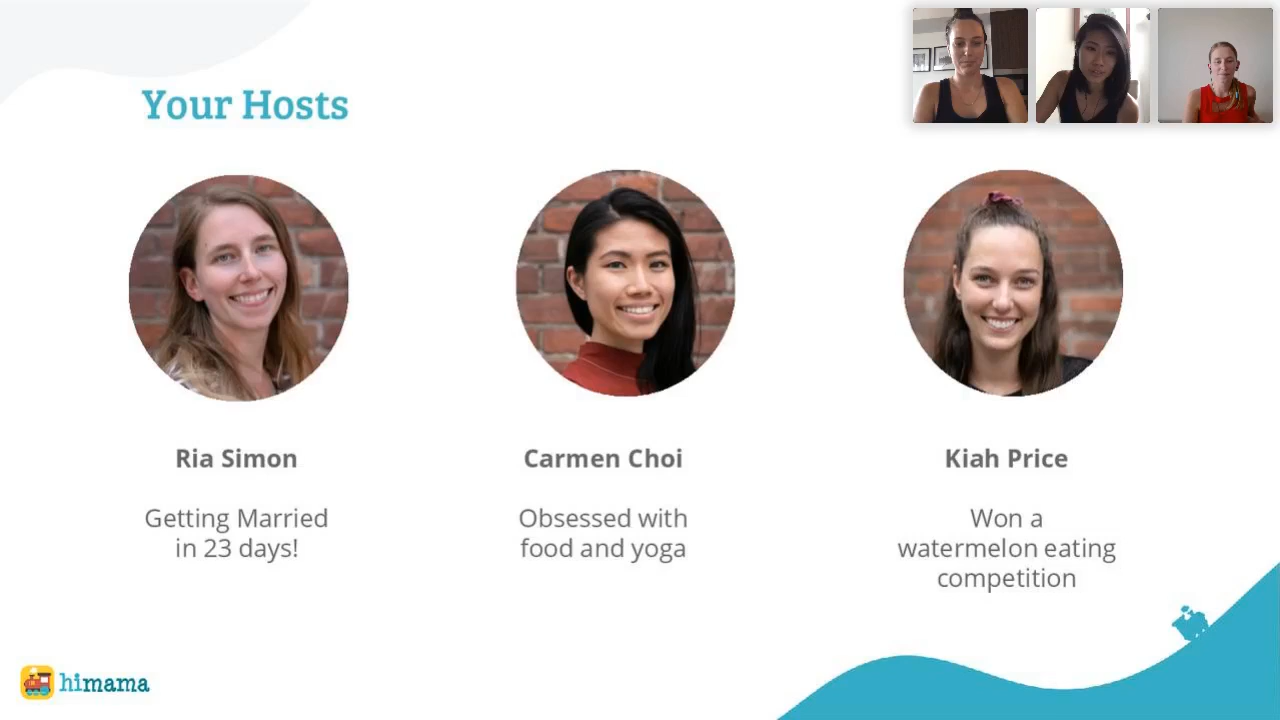 Your Hosts
Ria Simon
Getting Married
in 23 days!
Carmen Choi
Obsessed with
food and yoga
Kiah Price
Won a
watermelon eating
competition
himama